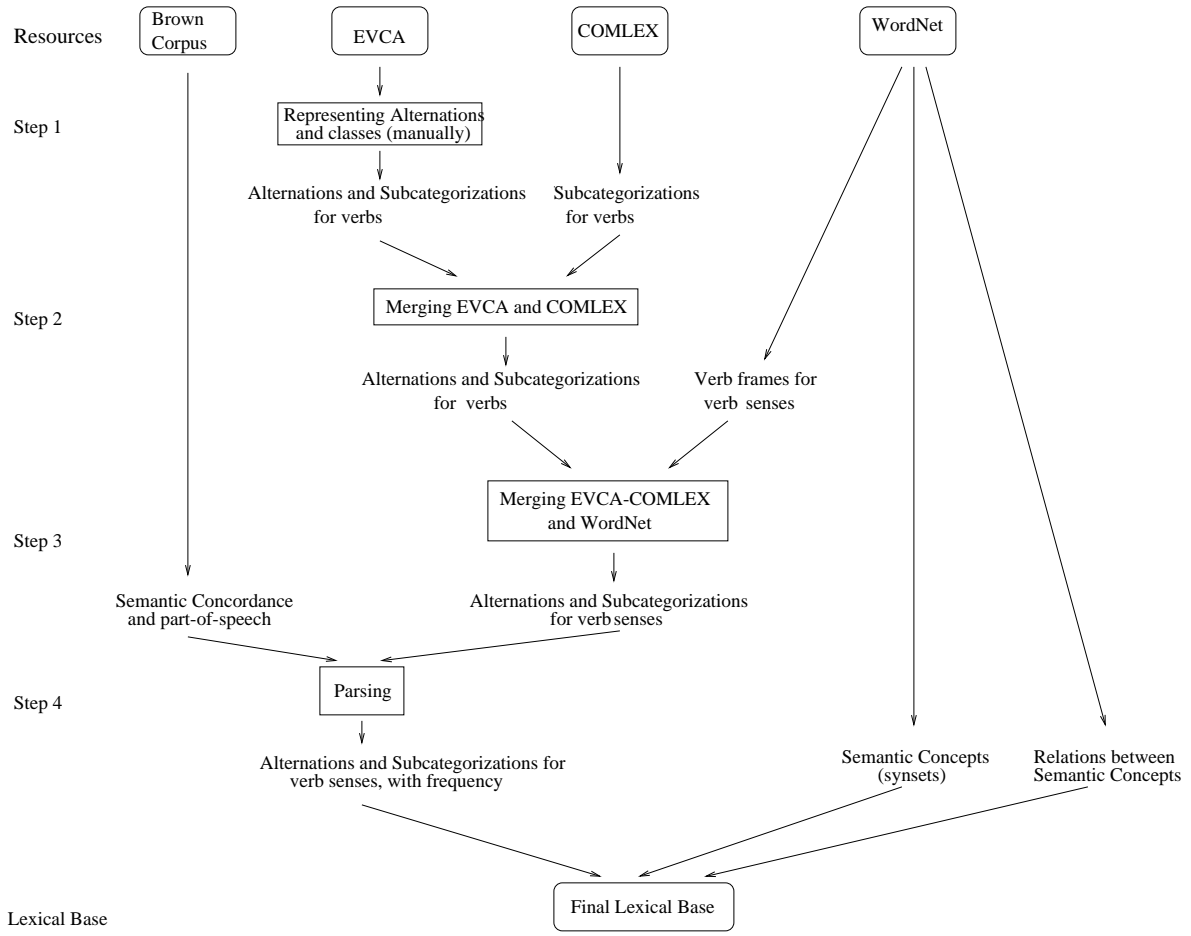 Resources
Brown
Corpus
EVCA
COMLEX
WordNet
Step 1
Representing Alternations
and classes (manually)
Alternations and Subcategorizations
for verbs
Subcategorizations
for verbs
Step 2
Merging EVCA and COMLEX
Alternations and Subcategorizations
for verbs
Verb frames for
verb senses
Merging EVCA-COMLEX
and WordNet
Step 3
Semantic Concordance
and part-of-speech
Alternations and Subcategorizations
for verb senses
Parsing
Step 4
Alternations and Subcategorizations for
verb senses, with frequency
Semantic Concepts
(synsets)
Relations between
Semantic Concepts
Final Lexical Base
Lexical Base